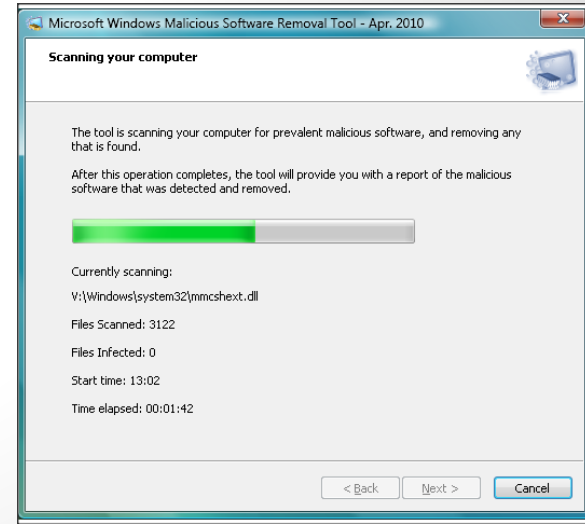 Microsoft Windows Malicious Software Removal Tool - Apr. 2010
Scanning your computer
The tool is scanning your computer for prevalent malicious software, and removing any
that is found.
After this operation completes, the tool will provide you with a report of the malicious
software that was detected and removed.
Currently scanning:
V:\Windows\system32\mmcshext.dll
Files Scanned: 3122
Files Infected: 0
Start time: 13:02
Time elapsed: 00:01:42
< Back Next > Cancel